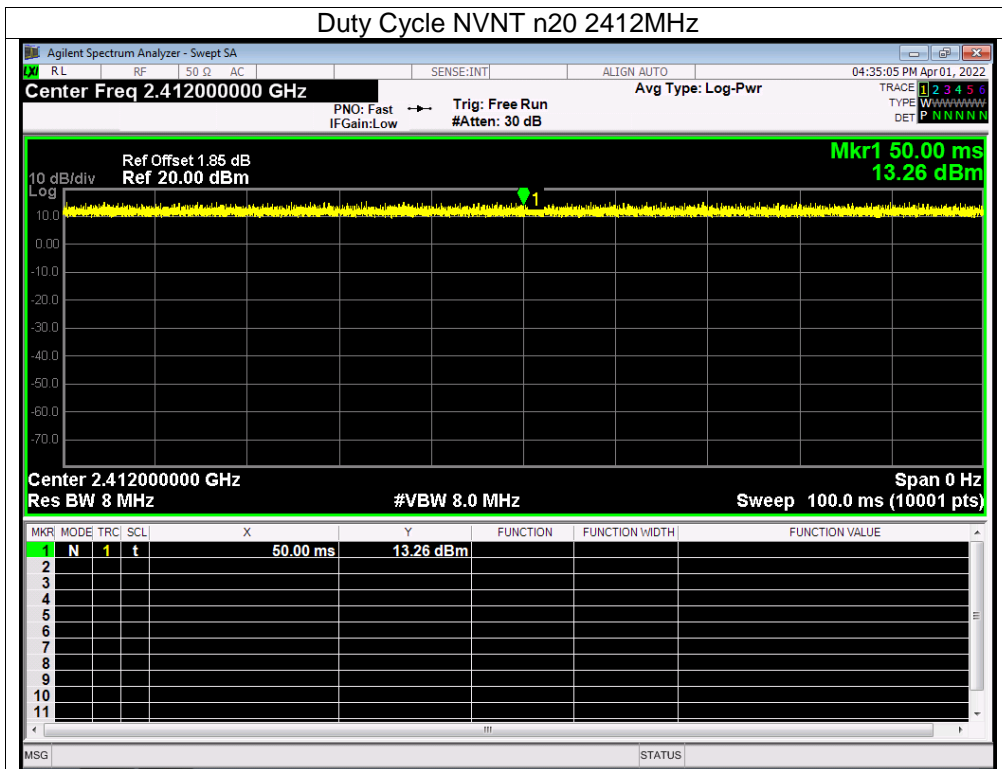 Duty Cycle NVNT n20 2412MHz
Agilent Spectrum Analyzer - Swept SA
LXI RL RF 50 Ω AC SENSE:INT ALIGN AUTO 04:35:05 PM Apr 01, 2022
Center Freq 2.412000000 GHz
PNO: Fast
IFGain:Low
Trig: Free Run
#Atten: 30 dB
Avg Type: Log-Pwr
TRACE 1 2 3 4 5 6
TYPE WWWWWW
DET P N N N N N
Mkr1 50.00 ms
13.26 dBm
Ref Offset 1.85 dB
10 dB/div Ref 20.00 dBm
Log
1
10.0
0.00
-10.0
-20.0
-30.0
-40.0
-50.0
-60.0
-70.0
Center 2.412000000 GHz Span 0 Hz
Res BW 8 MHz #VBW 8.0 MHz Sweep 100.0 ms (10001 pts)
MKR MODE TRC SCL X Y FUNCTION FUNCTION WIDTH FUNCTION VALUE
1 N 1 t 50.00 ms 13.26 dBm
2
3
4
5
6
7
8
9
10
11
MSG STATUS